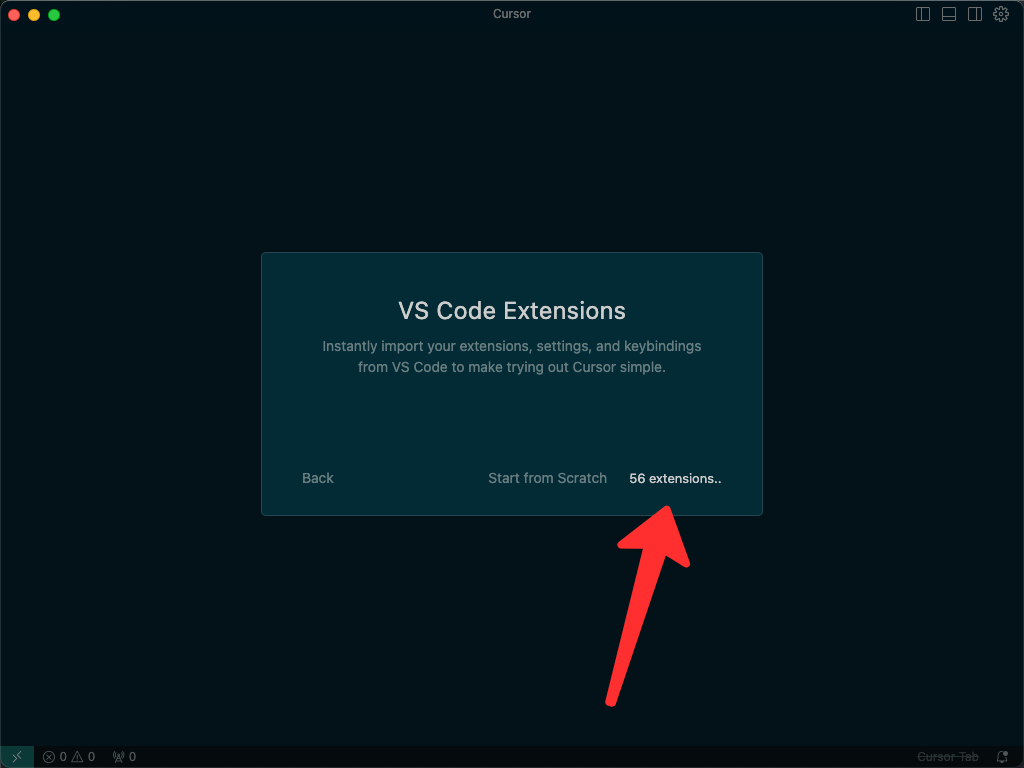 Cursor
VS Code Extensions
Instantly import your extensions, settings, and keybindings
from VS Code to make trying out Cursor simple.
Back Start from Scratch 56 extensions..
0 0 0 Cursor Tab